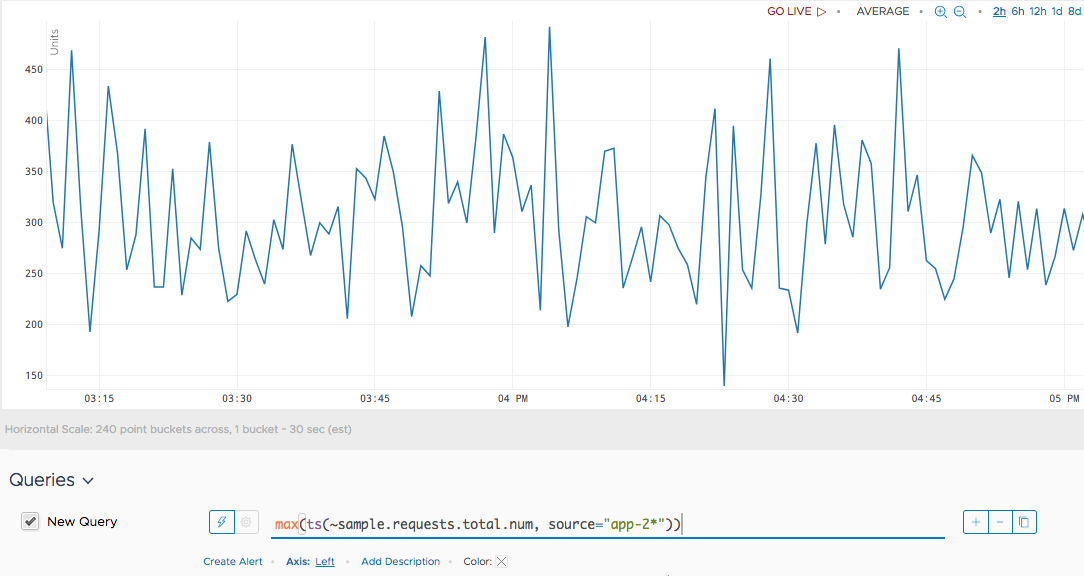 GO LIVE • AVERAGE • • 2h 6h 12h 1d 8d
Units
450
400
350
300
250
200
150
03:15 03:30 03:45 04 PM 04:15 04:30 04:45 05 PM
Horizontal Scale: 240 point buckets across, 1 bucket ~ 30 sec (est)
Queries
New Query
max(ts(~sample.requests.total.num, source="app-2*"))
Create Alert • Axis: Left • Add Description • Color: